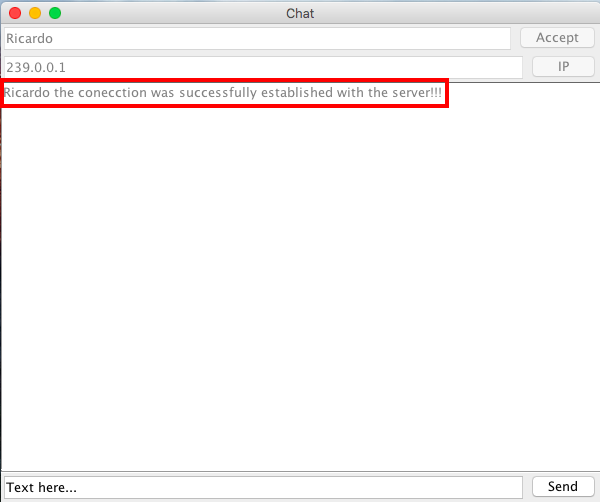 Chat
Ricardo Accept
239.0.0.1 IP
Ricardo the conecction was successfully established with the server!!!
Text here... Send